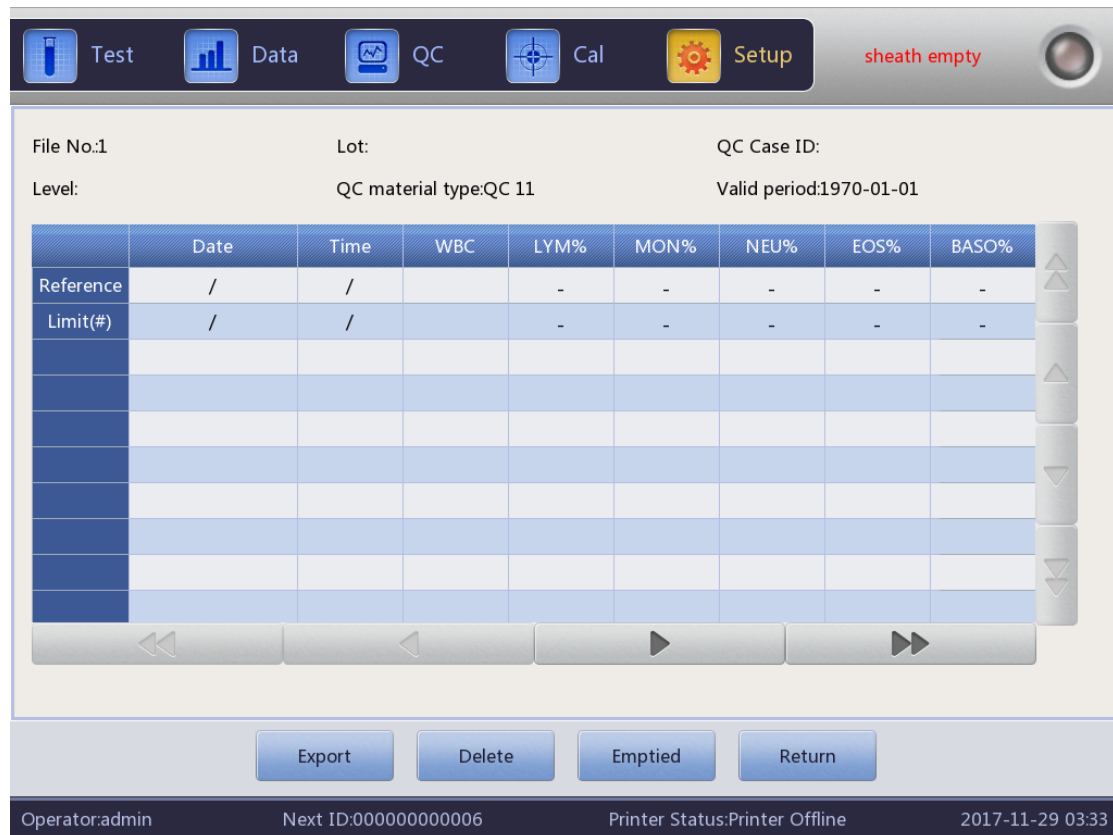 Test Data QC Cal Setup sheath empty
File No.:1 Lot: QC Case ID:
Level: QC material type:QC 11 Valid period:1970-01-01
Date Time WBC LYM% MON% NEU% EOS% BASO%
Reference / / - - - - -
Limit(#) / / - - - - -
Export Delete Emptied Return
Operator:admin Next ID:000000000006 Printer Status:Printer Offline 2017-11-29 03:33